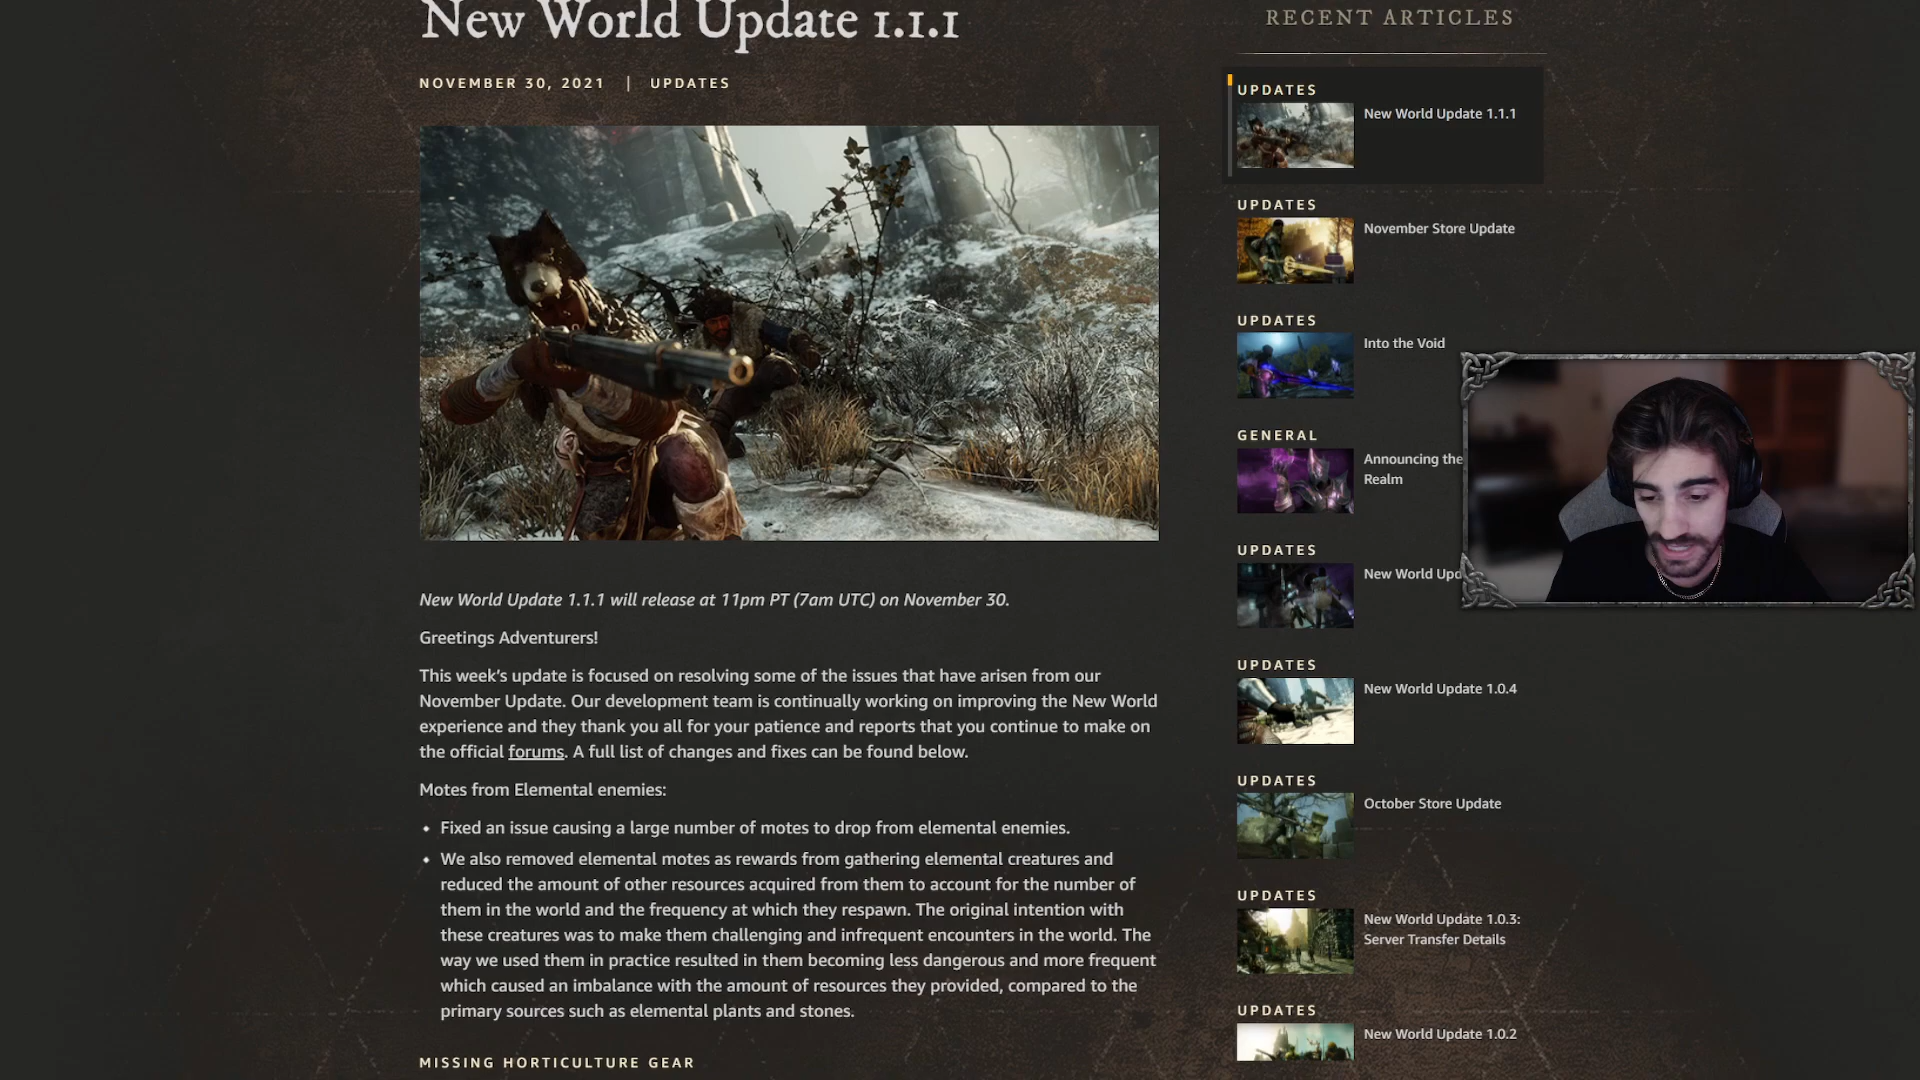 New World Update 1.1.1
NOVEMBER 30, 2021 | UPDATES
New World Update 1.1.1 will release at 11pm PT (7am UTC) on November 30.
Greetings Adventurers!
This week's update is focused on resolving some of the issues that have arisen from our
November Update. Our development team is continually working on improving the New World
experience and they thank you all for your patience and reports that you continue to make on
the official forums. A full list of changes and fixes can be found below.
Motes from Elemental enemies:
• Fixed an issue causing a large number of motes to drop from elemental enemies.
• We also removed elemental motes as rewards from gathering elemental creatures and
reduced the amount of other resources acquired from them to account for the number of
them in the world and the frequency at which they respawn. The original intention with
these creatures was to make them challenging and infrequent encounters in the world. The
way we used them in practice resulted in them becoming less dangerous and more frequent
which caused an imbalance with the amount of resources they provided, compared to the
primary sources such as elemental plants and stones.
MISSING HORTICULTURE GEAR
RECENT ARTICLES
UPDATES
New World Update 1.1.1
UPDATES
November Store Update
UPDATES
Into the Void
GENERAL
Announcing the
Realm
UPDATES
New World Upd
UPDATES
New World Update 1.0.4
UPDATES
October Store Update
UPDATES
New World Update 1.0.3:
Server Transfer Details
UPDATES
New World Update 1.0.2